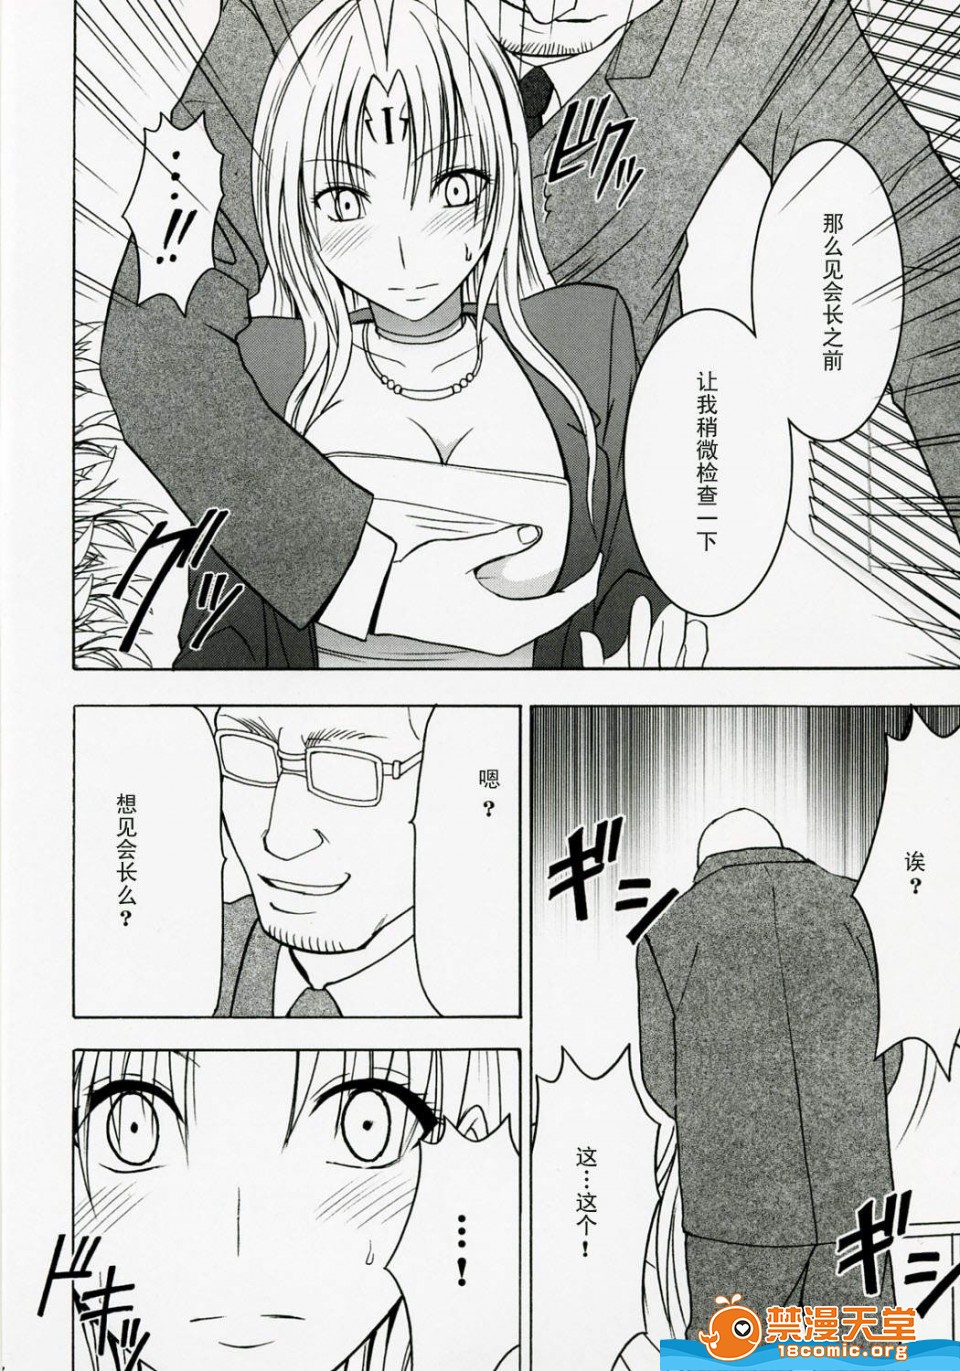 那么见会长之前
让我稍微检查一下
…!!
ビクッ
グッ
诶?
这…这个!
ギシ
ギッ
嗯?
想见会长么?
…!
ドキッ
禁漫天堂
18comic.org